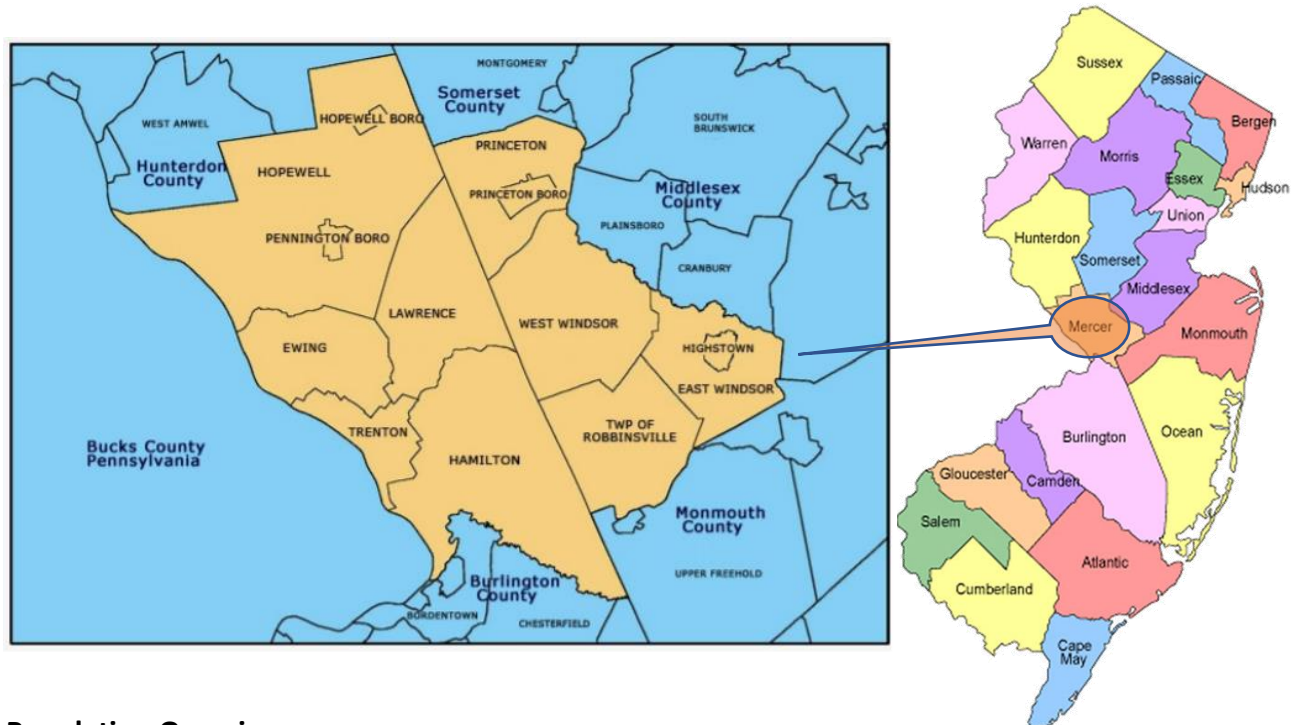 MONTGOMERY
Somerset
County
HOPEWELL BORO
WEST AMWEL
SOUTH
BRUNSWICK
PRINCETON
Hunterdon
County
HOPEWELL
Middlesex
County
PRINCETON BORO
PLAINSBORO
PENNINGTON BORO
CRANBURY
LAWRENCE
WEST WINDSOR
EWING
HIGHSTOWN
EAST WINDSOR
TRENTON
TWP OF
ROBBINSVILLE
Bucks County
Pennsylvania
HAMILTON
Monmouth
County
UPPER FREEHOLD
Burlington
County
BORDENTOWN
CHESTERFIELD
Sussex
Passaic
Bergen
Warren
Morris
Essex
Hudson
Union
Hunterdon
Somerset
Middlesex
Mercer
Monmouth
Burlington
Ocean
Gloucester
Camden
Salem
Atlantic
Cumberland
Cape
May